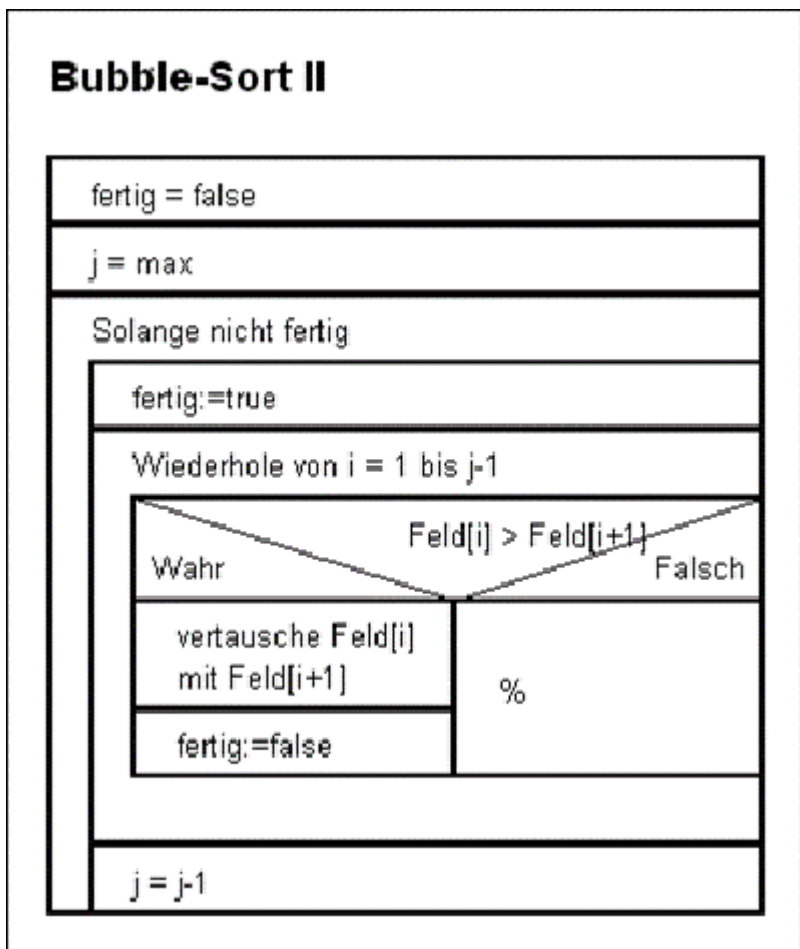 Bubble-Sort II
fertig = false
j = max
Solange nicht fertig
fertig:=true
Wiederhole von i = 1 bis j-1
Feld[i] > Feld[i+1]
Wahr
Falsch
vertausche Feld[i]
mit Feld[i+1]
%
fertig:=false
j = j-1